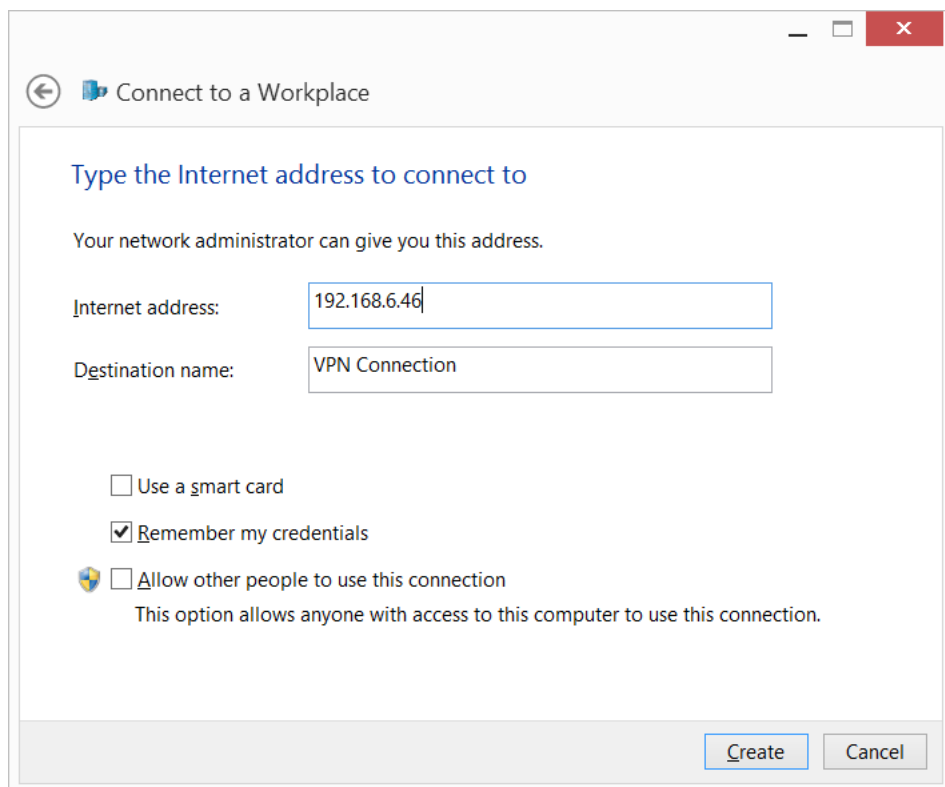 Connect to a Workplace
Type the Internet address to connect to
Your network administrator can give you this address.
Internet address: 192.168.6.46
Destination name: VPN Connection
Use a smart card
Remember my credentials
Allow other people to use this connection
This option allows anyone with access to this computer to use this connection.
Create Cancel